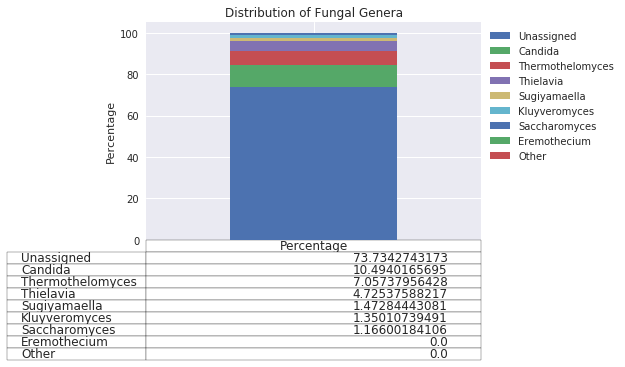 Distribution of Fungal Genera
100
80
60
40
20
0
Percentage
Unassigned
Candida
Thermothelomyces
Thielavia
Sugiyamaella
Kluyveromyces
Saccharomyces
Eremothecium
Other
Percentage
Unassigned 73.7342743173
Candida 10.4940165695
Thermothelomyces 7.05737956428
Thielavia 4.72537588217
Sugiyamaella 1.47284443081
Kluyveromyces 1.35010739491
Saccharomyces 1.16600184106
Eremothecium 0.0
Other 0.0